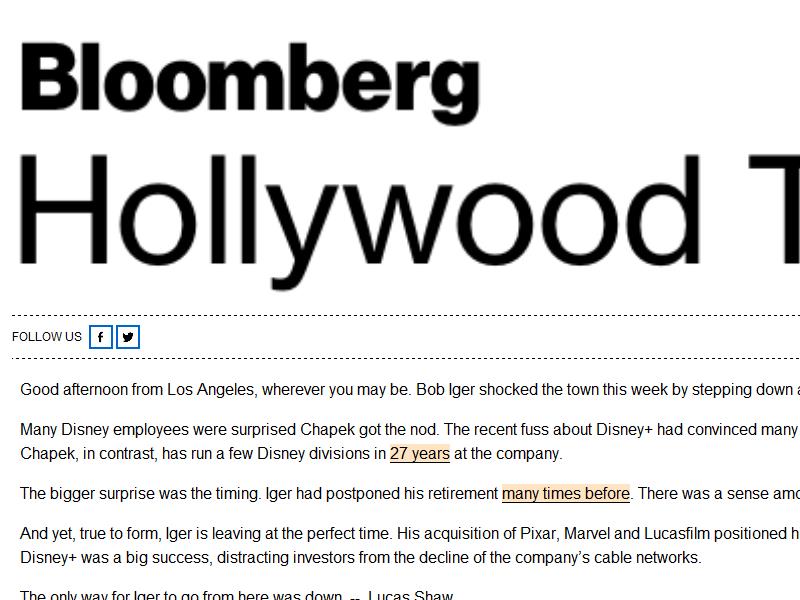 Bloomberg
Hollywood T
FOLLOW US
Good afternoon from Los Angeles, wherever you may be. Bob Iger shocked the town this week by stepping down
Many Disney employees were surprised Chapek got the nod. The recent fuss about Disney+ had convinced many
Chapek, in contrast, has run a few Disney divisions in 27 years at the company.
The bigger surprise was the timing. Iger had postponed his retirement many times before. There was a sense
And yet, true to form, Iger is leaving at the perfect time. His acquisition of Pixar, Marvel and Lucasfilm positioned
Disney+ was a big success, distracting investors from the decline of the company’s cable networks.
The only way for Iger to go from here was down. -- Lucas Shaw